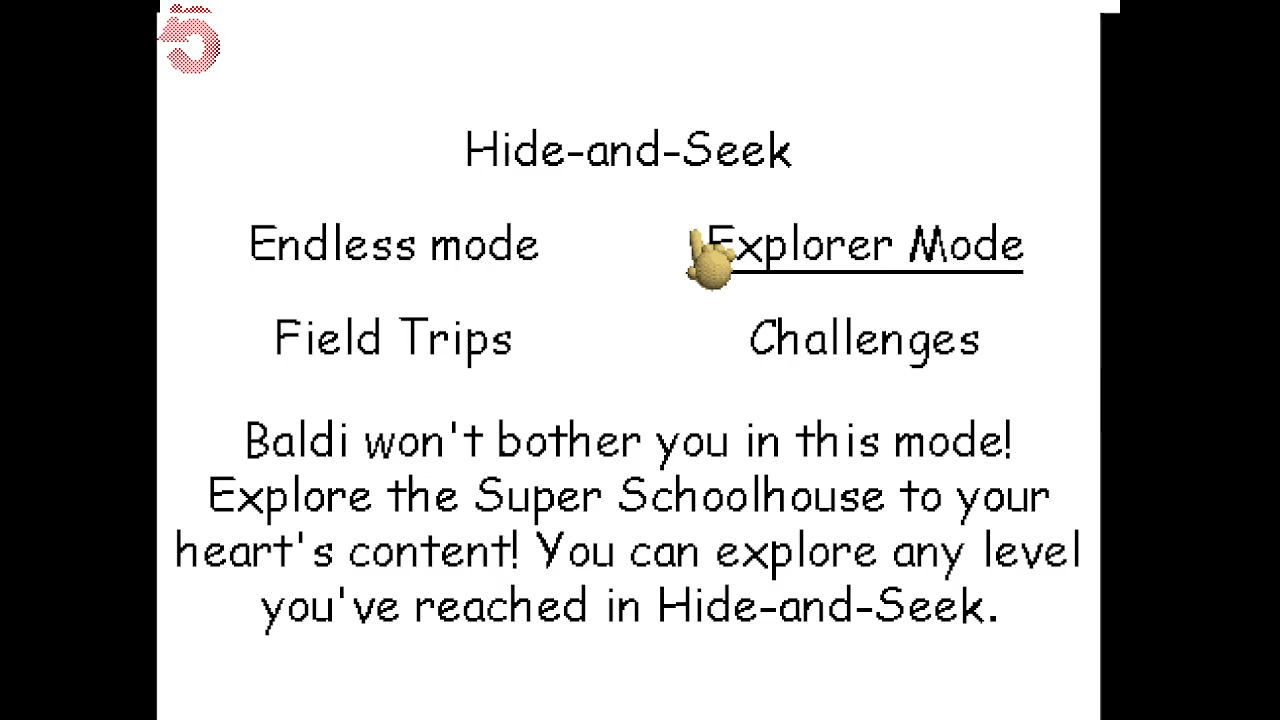 Hide-and-Seek
Endless mode
Explorer Mode
Field Trips
Challenges
Baldi won't bother you in this mode!
Explore the Super Schoolhouse to your
heart's content! You can explore any level
you've reached in Hide-and-Seek.